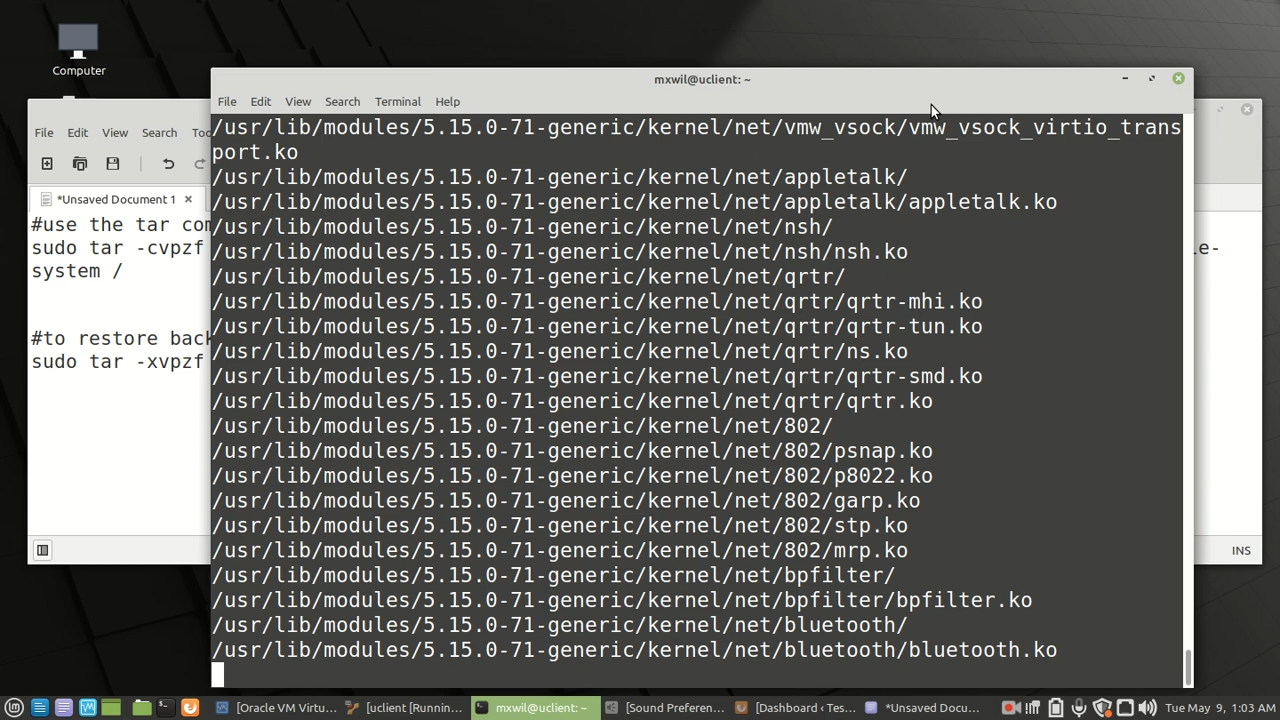 Computer
mxwil@uclient: ~
File Edit View Search Terminal Help
/usr/lib/modules/5.15.0-71-generic/kernel/net/vmw_vsock/vmw_vsock_virtio_trans
port.ko
/usr/lib/modules/5.15.0-71-generic/kernel/net/appletalk/
/usr/lib/modules/5.15.0-71-generic/kernel/net/appletalk/appletalk.ko
/usr/lib/modules/5.15.0-71-generic/kernel/net/nsh/
/usr/lib/modules/5.15.0-71-generic/kernel/net/nsh/nsh.ko
/usr/lib/modules/5.15.0-71-generic/kernel/net/qrtr/
/usr/lib/modules/5.15.0-71-generic/kernel/net/qrtr/qrtr-mhi.ko
/usr/lib/modules/5.15.0-71-generic/kernel/net/qrtr/qrtr-tun.ko
/usr/lib/modules/5.15.0-71-generic/kernel/net/qrtr/ns.ko
/usr/lib/modules/5.15.0-71-generic/kernel/net/qrtr/qrtr-smd.ko
/usr/lib/modules/5.15.0-71-generic/kernel/net/qrtr/qrtr.ko
/usr/lib/modules/5.15.0-71-generic/kernel/net/802/
/usr/lib/modules/5.15.0-71-generic/kernel/net/802/psnap.ko
/usr/lib/modules/5.15.0-71-generic/kernel/net/802/p8022.ko
/usr/lib/modules/5.15.0-71-generic/kernel/net/802/garp.ko
/usr/lib/modules/5.15.0-71-generic/kernel/net/802/stp.ko
/usr/lib/modules/5.15.0-71-generic/kernel/net/802/mrp.ko
/usr/lib/modules/5.15.0-71-generic/kernel/net/bpfilter/
/usr/lib/modules/5.15.0-71-generic/kernel/net/bpfilter/bpfilter.ko
/usr/lib/modules/5.15.0-71-generic/kernel/net/bluetooth/
/usr/lib/modules/5.15.0-71-generic/kernel/net/bluetooth/bluetooth.ko
File Edit View Search Too
*Unsaved Document 1
#use the tar com
sudo tar -cvpzf le-
system /
#to restore back
sudo tar -xvpzf
INS
[Oracle VM Virtu... [uclient [Runnin... mxwil@uclient: ~ [Sound Preferen... [Dashboard ‹ Tes... *Unsaved Docu... Tue May 9, 1:03 AM